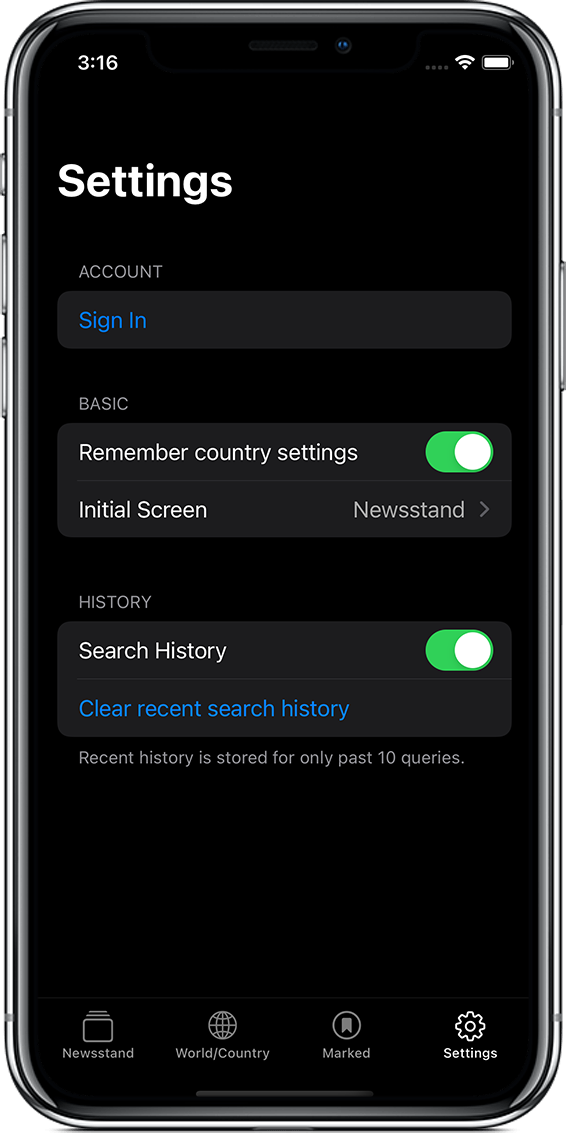 3:16
Settings
ACCOUNT
Sign In
BASIC
Remember country settings
Initial Screen Newsstand
HISTORY
Search History
Clear recent search history
Recent history is stored for only past 10 queries.
Newsstand World/Country Marked Settings